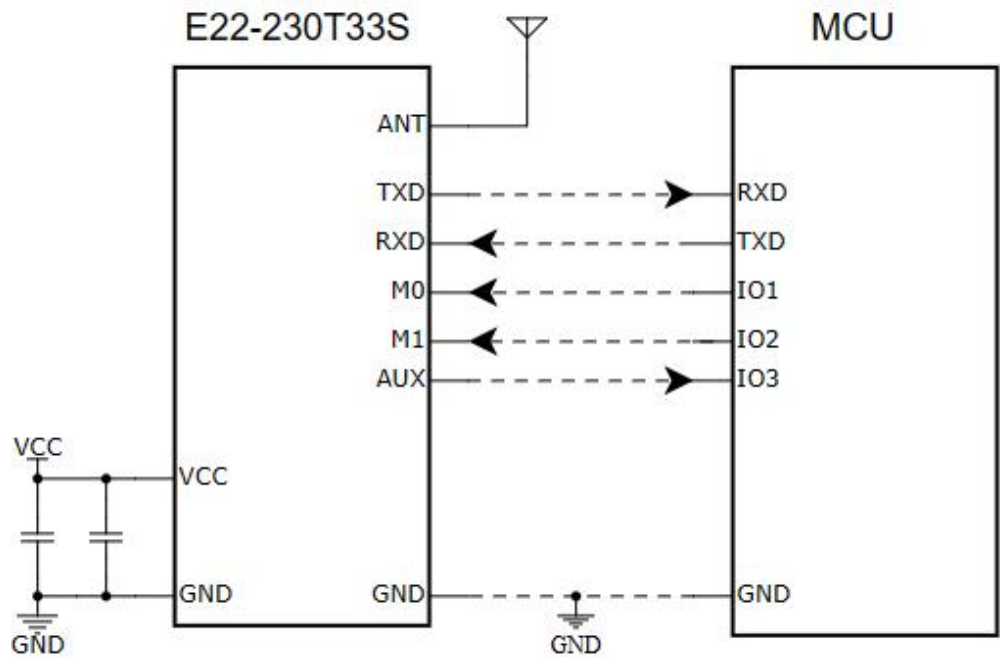 E22-230T33S
MCU
ANT
TXD
RXD
RXD
TXD
M0
IO1
M1
IO2
AUX
IO3
VCC
VCC
GND
GND
GND
GND
GND